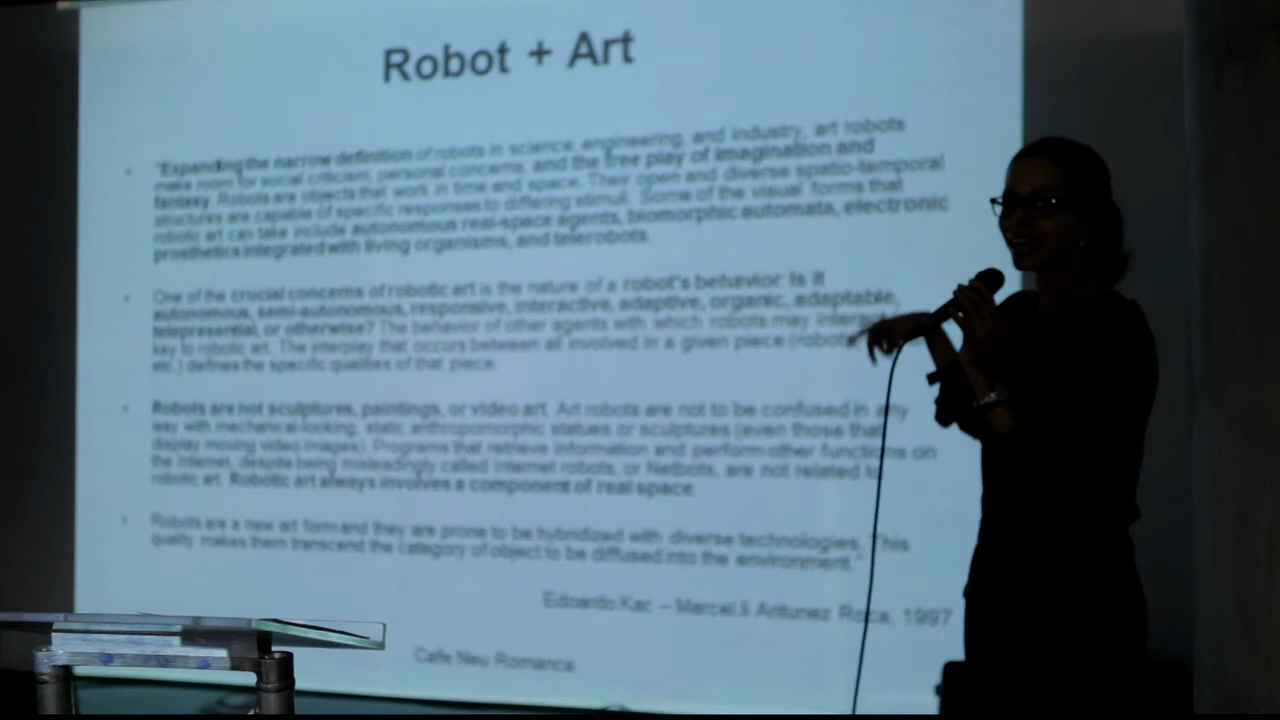 Robot + Art
• "Expanding the narrow definition of robots in science, engineering, and industry, art robots
make room for social criticism, personal concerns, and the free play of imagination and
fantasy. Robots are objects that work in time and space. Their open and diverse spatio-temporal
structures are capable of specific responses to differing stimuli. Some of the visual forms that
robotic art can take include autonomous real-space agents, biomorphic automata, electronic
prosthetics integrated with living organisms, and telerobots.
• One of the crucial concerns of robotic art is the nature of a robot's behavior: Is it
autonomous, semi-autonomous, responsive, interactive, adaptive, organic, adaptable,
telepresential, or otherwise? The behavior of other agents with which robots may
key to robotic art. The interplay that occurs between all involved in a given piece
etc.) defines the specific qualities of that piece.
• Robots are not sculptures, paintings, or video art. Art robots are not to be confused in any
way with mechanical-looking, static anthropomorphic statues or sculptures (even those that
display moving video images). Programs that retrieve information and perform other functions on
the Internet, despite being misleadingly called Internet robots, or Netbots, are not related to
robotic art. Robotic art always involves a component of real space.
• Robots are a new art form and they are prone to be hybridized with diverse technologies. This
quality makes them transcend the category of object to be diffused into the environment."
Edoardo Kac – Marcel.li Antunez Roca, 1997
Cafe Neu Romance